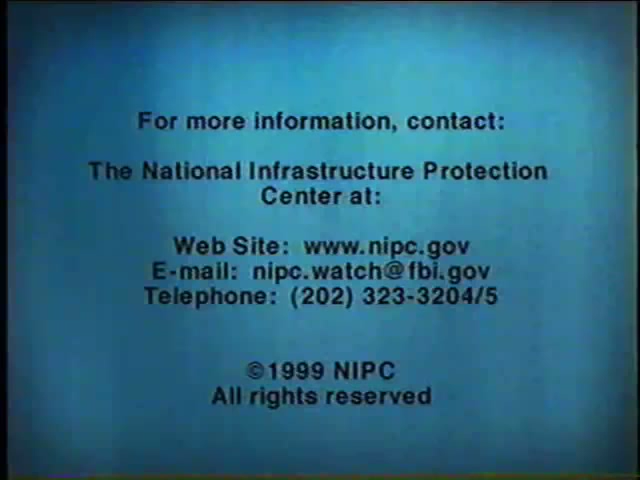 For more information, contact:
The National Infrastructure Protection
Center at:
Web Site: www.nipc.gov
E-mail: nipc.watch@fbi.gov
Telephone: (202) 323-3204/5
©1999 NIPC
All rights reserved